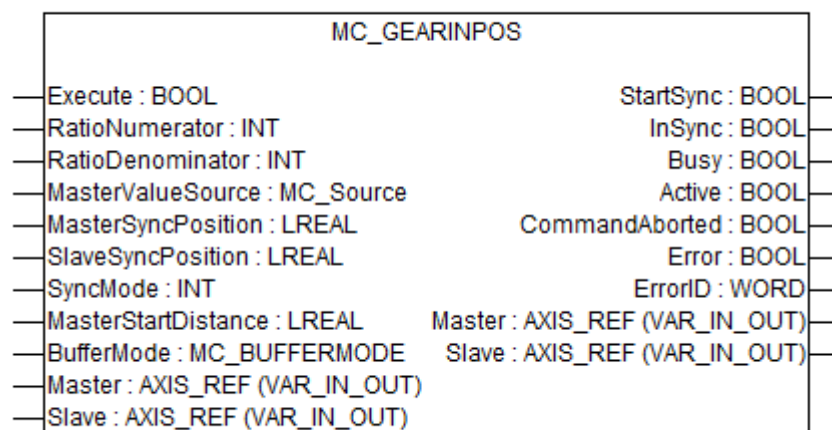 MC_GEARINPOS
Execute : BOOL StartSync : BOOL
RatioNumerator : INT InSync : BOOL
RatioDenominator : INT Busy : BOOL
MasterValueSource : MC_Source Active : BOOL
MasterSyncPosition : LREAL CommandAborted : BOOL
SlaveSyncPosition : LREAL Error : BOOL
SyncMode : INT ErrorID : WORD
MasterStartDistance : LREAL Master : AXIS_REF (VAR_IN_OUT)
BufferMode : MC_BUFFERMODE Slave : AXIS_REF (VAR_IN_OUT)
Master : AXIS_REF (VAR_IN_OUT)
Slave : AXIS_REF (VAR_IN_OUT)